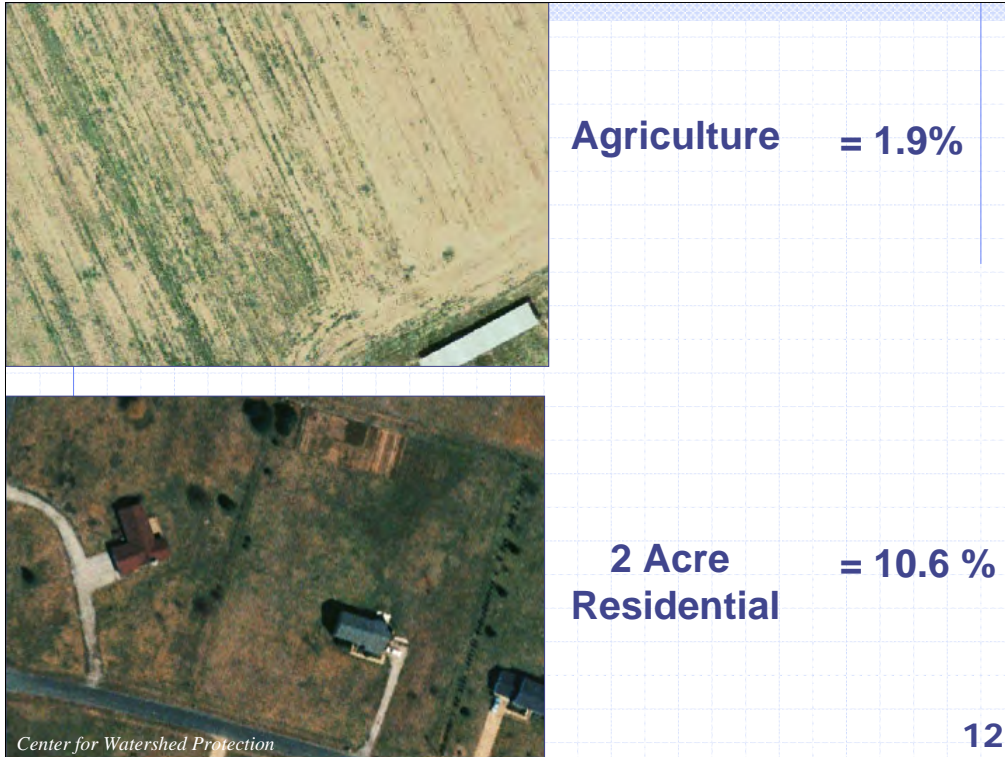 Agriculture = 1.9%
2 Acre
Residential = 10.6 %
Center for Watershed Protection
12